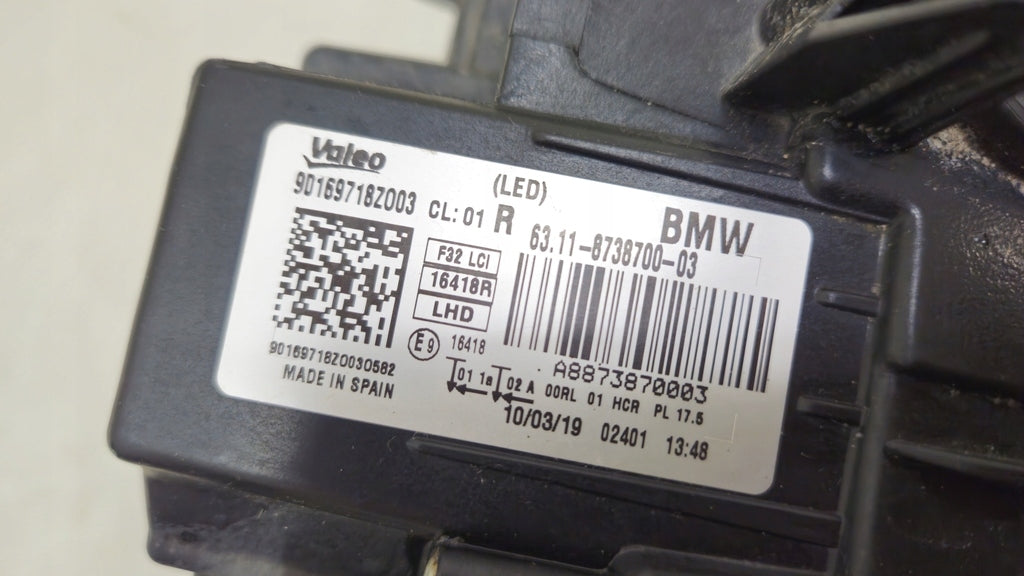 Valeo
9D169718Z003
CL: 01
(LED)
R
BMW
63.11-8738700-03
F32 LCI
16418R
LHD
E9
16418
9D169718Z0030582
MADE IN SPAIN
A8873870003
01 1a 02 A 00RL 01 HCR PL 17.5
10/03/19 02401 13:48